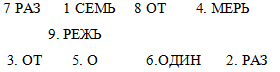 7 РАЗ 1 СЕМЬ 8 ОТ 4. МЕРЬ
9. РЕЖЬ
3. ОТ 5. О 6.ОДИН 2. РАЗ